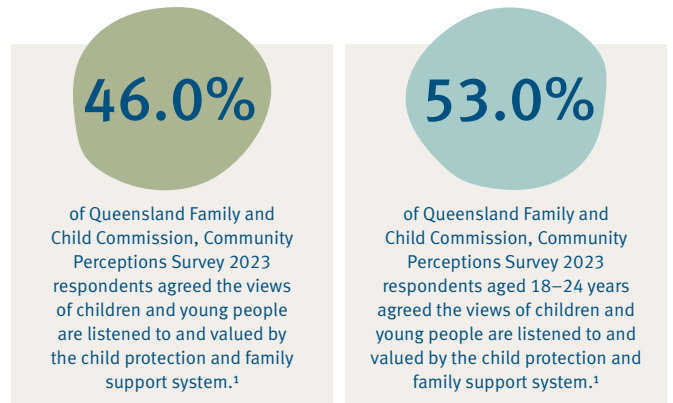 46.0%
of Queensland Family and
Child Commission, Community
Perceptions Survey 2023
respondents agreed the views
of children and young people
are listened to and valued by
the child protection and family
support system.¹
53.0%
of Queensland Family and
Child Commission, Community
Perceptions Survey 2023
respondents aged 18–24 years
agreed the views of children and
young people are listened to and
valued by the child protection and
family support system.¹